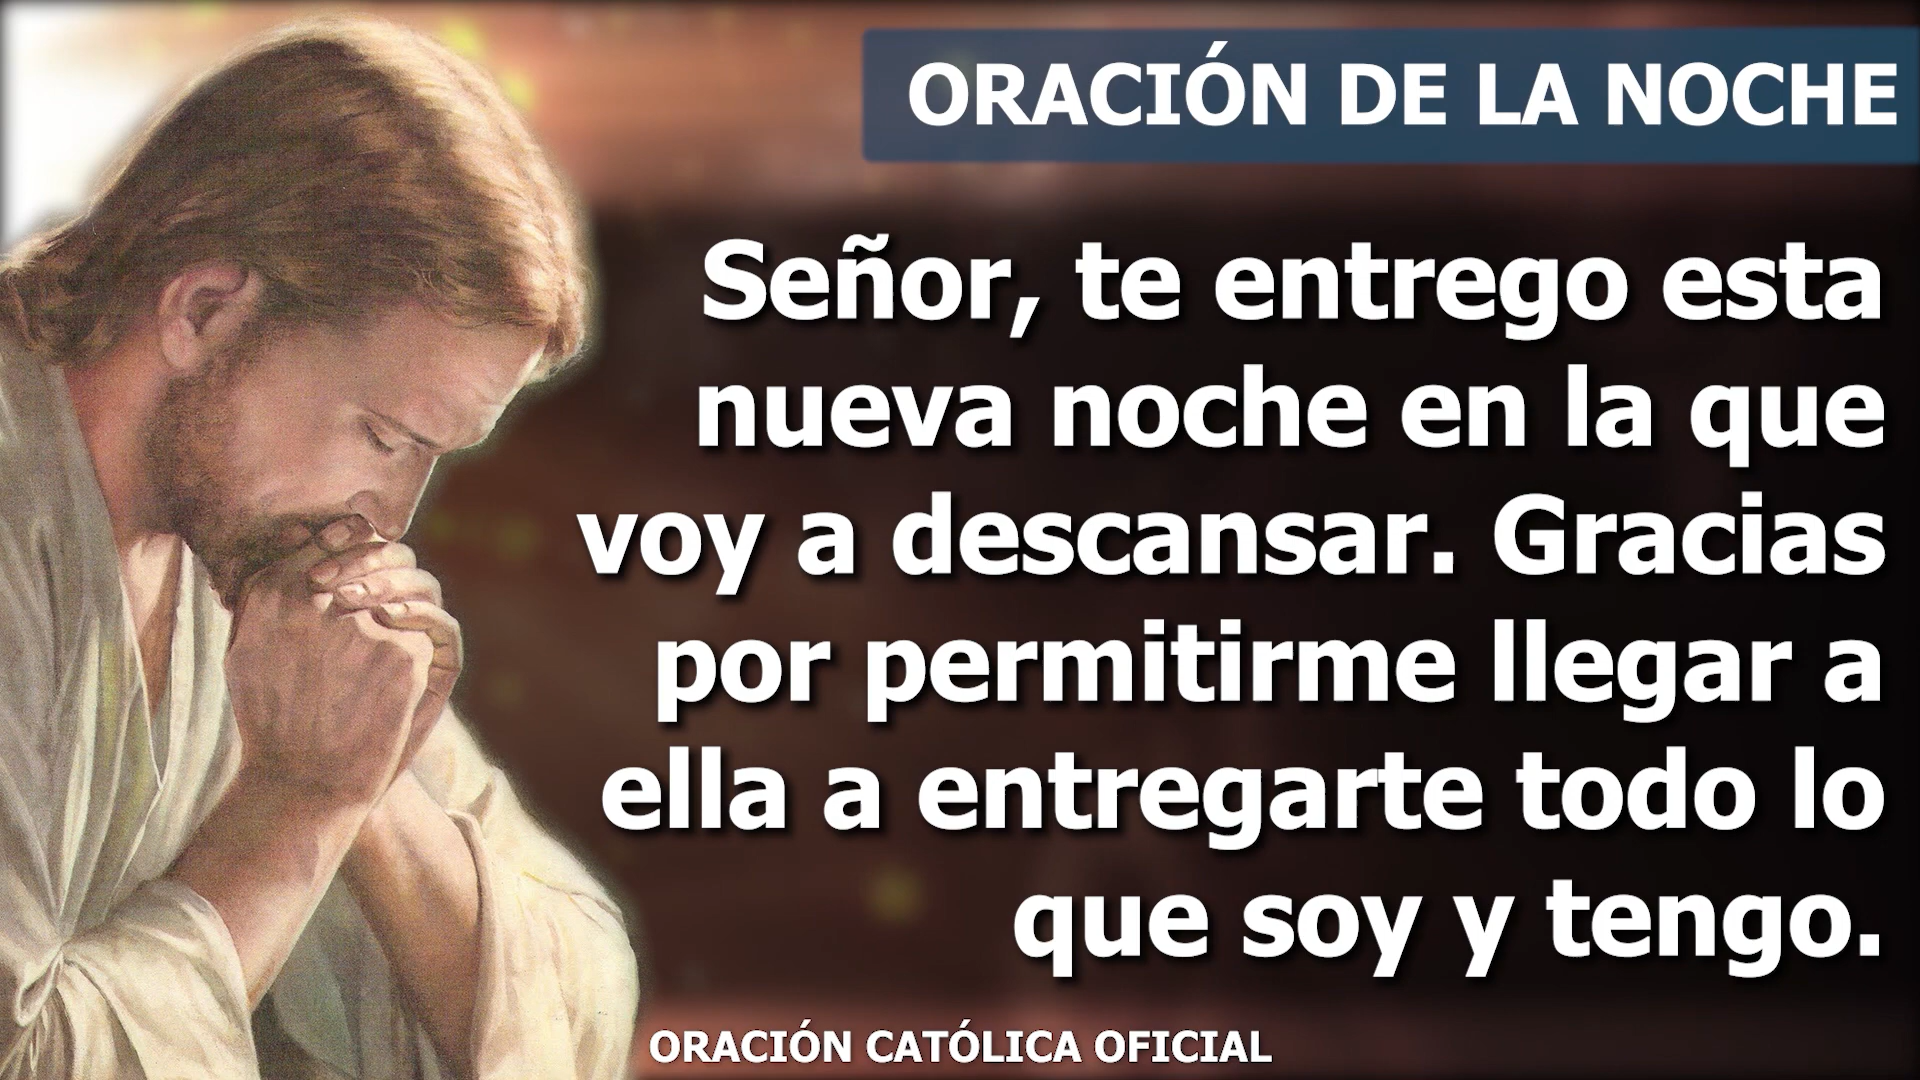 ORACIÓN DE LA NOCHE
Señor, te entrego esta
nueva noche en la que
voy a descansar. Gracias
por permitirme llegar a
ella a entregarte todo lo
que soy y tengo.
ORACIÓN CATÓLICA OFICIAL